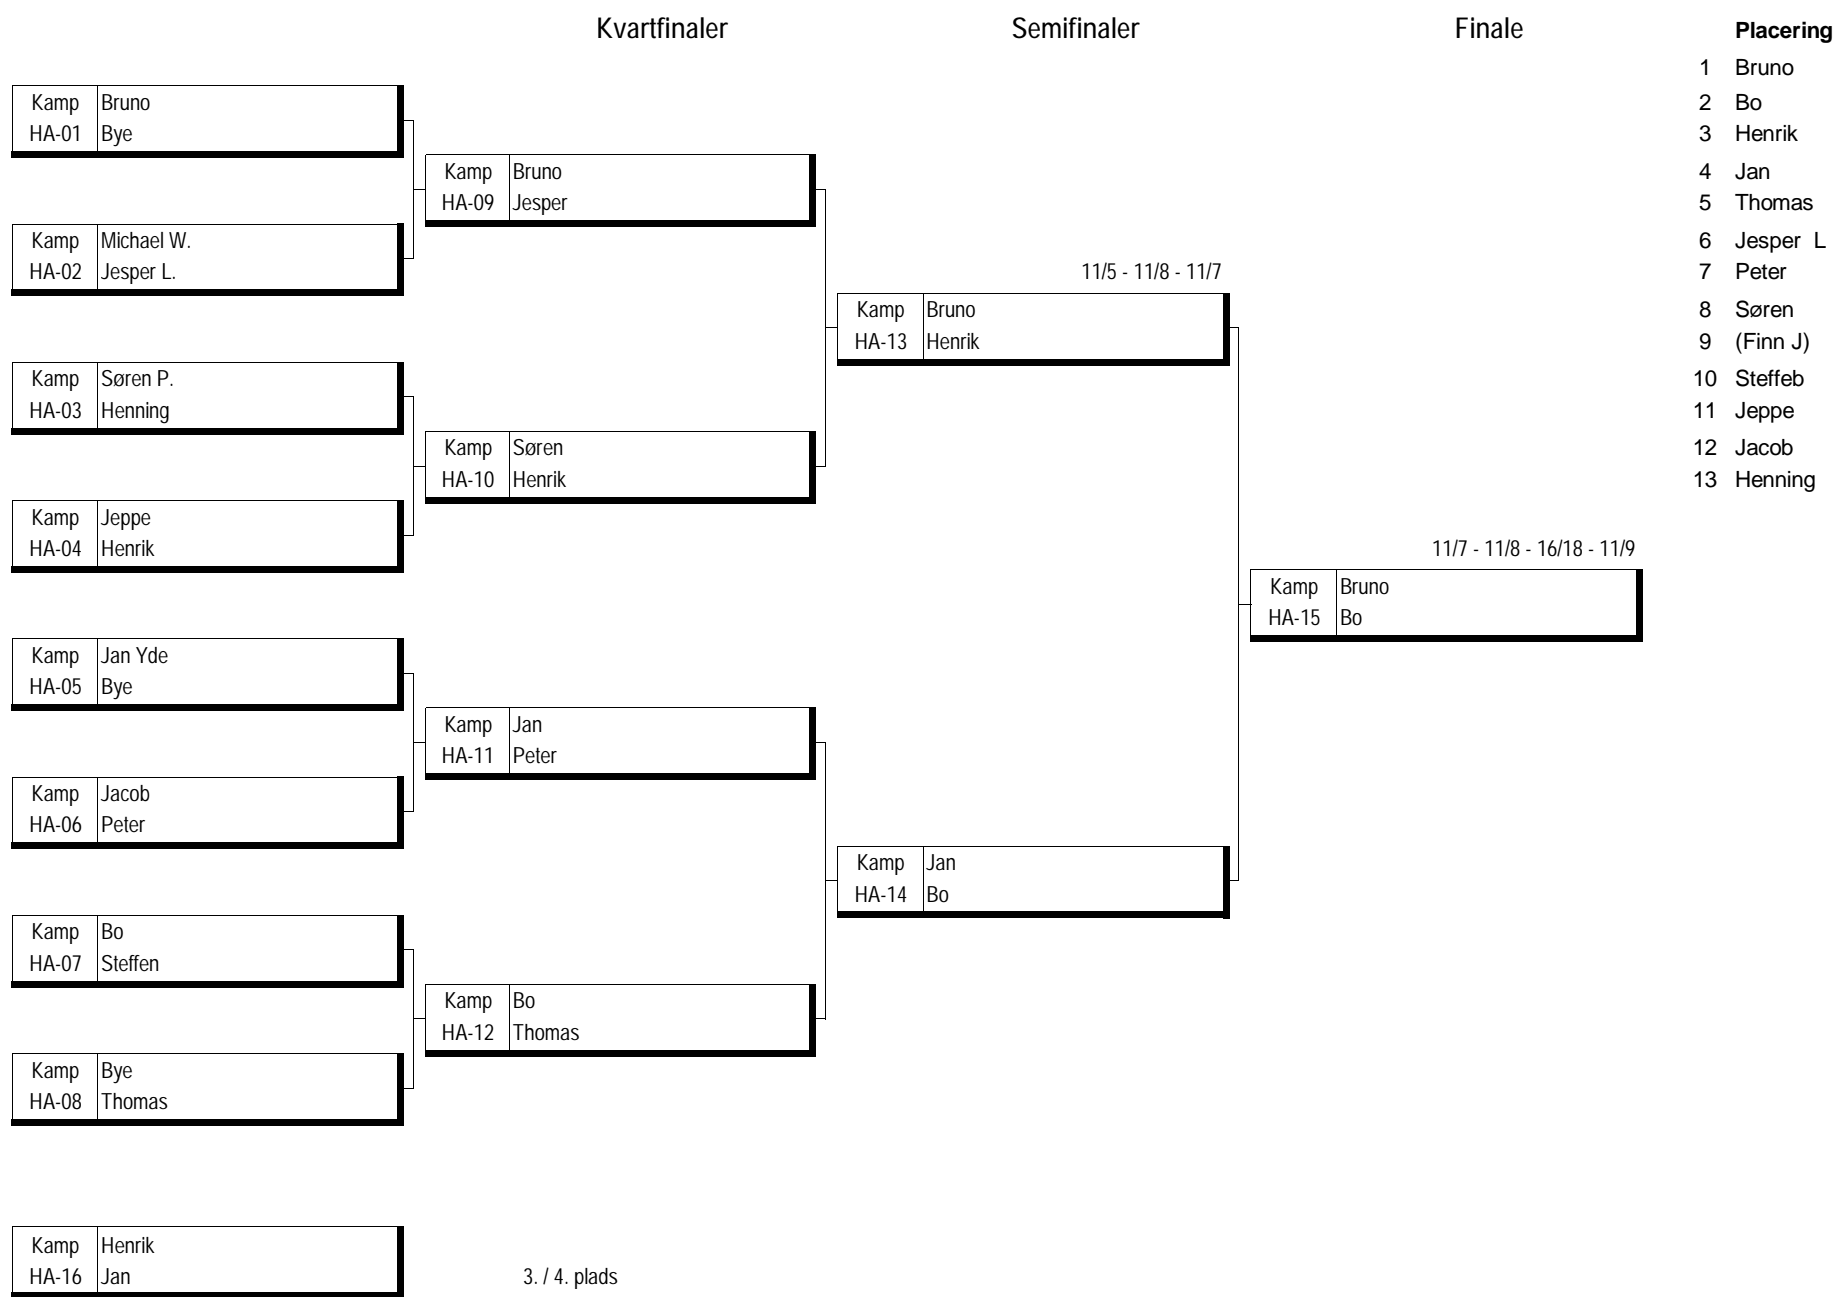 Kvartfinaler
Semifinaler
Finale
Placering
1 Bruno
2 Bo
3 Henrik
4 Jan
5 Thomas
6 Jesper L
7 Peter
8 Søren
9 (Finn J)
10 Steffeb
11 Jeppe
12 Jacob
13 Henning
Kamp Bruno
HA-01 Bye
Kamp Michael W.
HA-02 Jesper L.
Kamp Søren P.
HA-03 Henning
Kamp Jeppe
HA-04 Henrik
Kamp Jan Yde
HA-05 Bye
Kamp Jacob
HA-06 Peter
Kamp Bo
HA-07 Steffen
Kamp Bye
HA-08 Thomas
Kamp Bruno
HA-09 Jesper
Kamp Søren
HA-10 Henrik
Kamp Jan
HA-11 Peter
Kamp Bo
HA-12 Thomas
11/5 - 11/8 - 11/7
Kamp Bruno
HA-13 Henrik
Kamp Jan
HA-14 Bo
11/7 - 11/8 - 16/18 - 11/9
Kamp Bruno
HA-15 Bo
Kamp Henrik
HA-16 Jan
3. / 4. plads